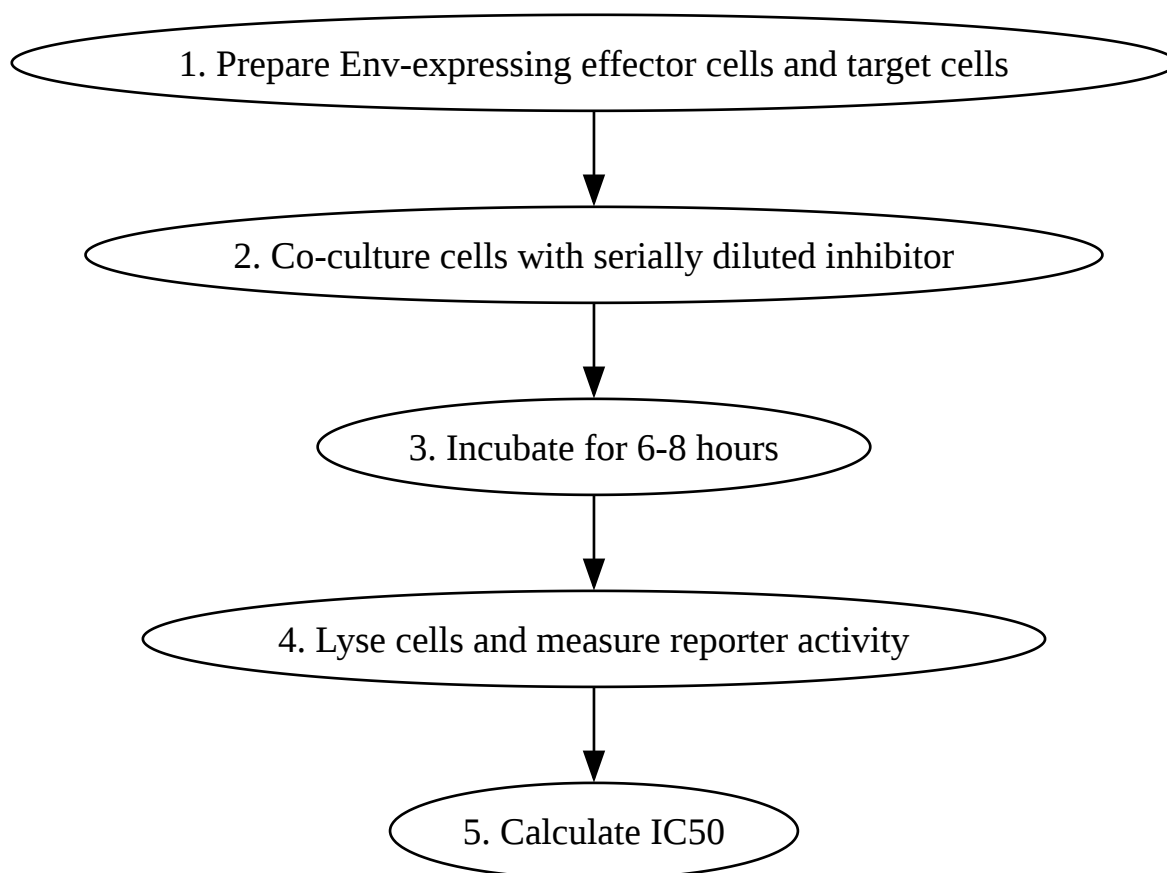 1. Prepare Env-expressing effector cells and target cells
2. Co-culture cells with serially diluted inhibitor
3. Incubate for 6-8 hours
4. Lyse cells and measure reporter activity
5. Calculate IC50